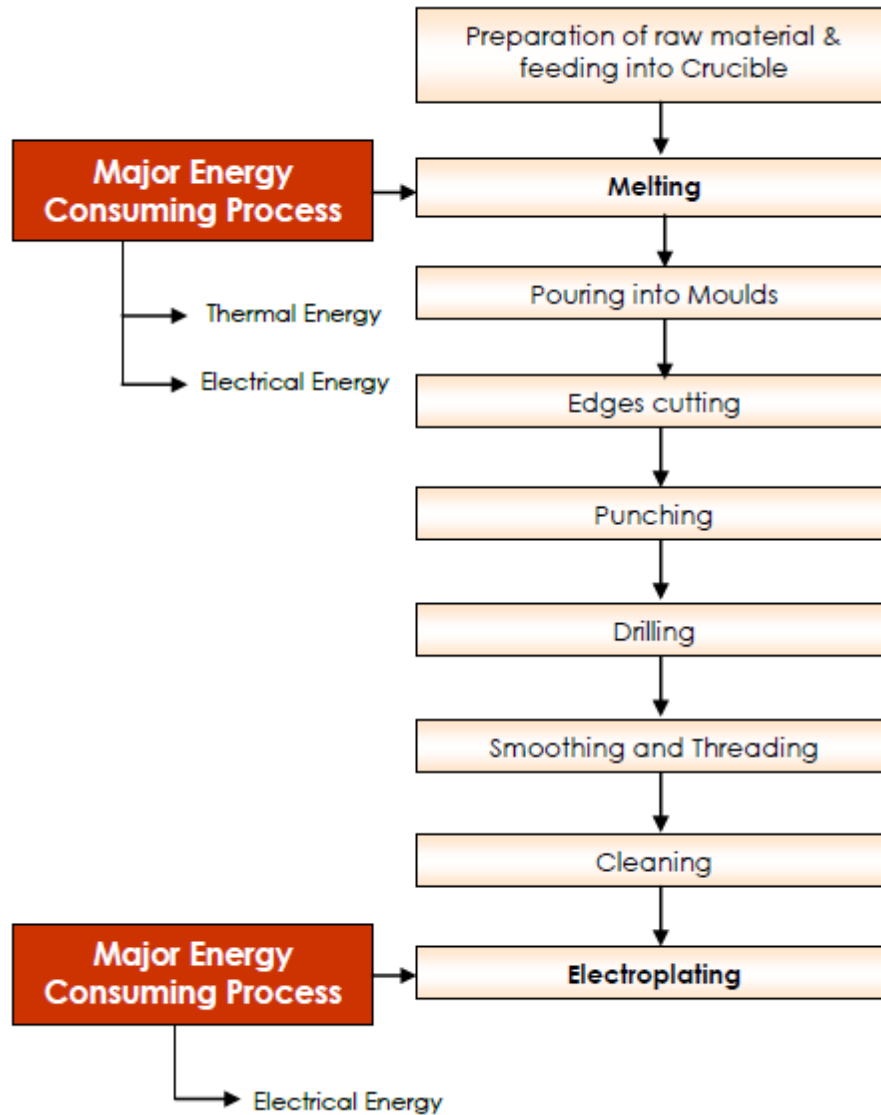 Preparation of raw material &
feeding into Crucible
Major Energy
Consuming Process
Melting
Thermal Energy
Electrical Energy
Pouring into Moulds
Edges cutting
Punching
Drilling
Smoothing and Threading
Cleaning
Major Energy
Consuming Process
Electroplating
Electrical Energy